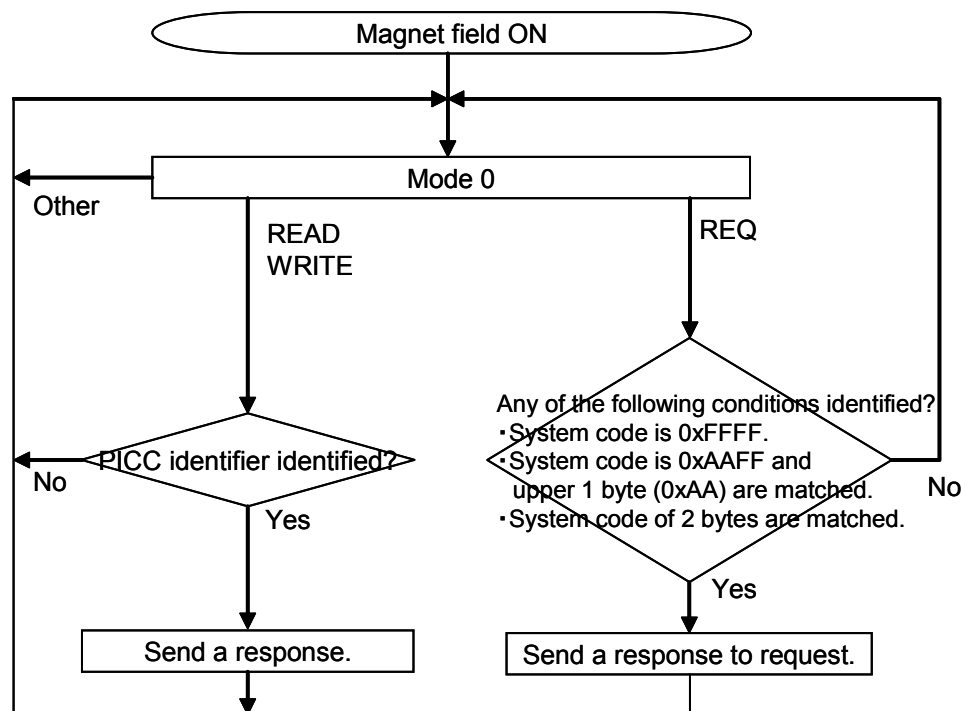 Magnet field ON
Mode 0
Other
READ
WRITE
REQ
Any of the following conditions identified?
・System code is 0xFFFF.
・System code is 0xAAFF and
upper 1 byte (0xAA) are matched.
・System code of 2 bytes are matched.
PICC identifier identified?
No
No
Yes
Yes
Send a response.
Send a response to request.